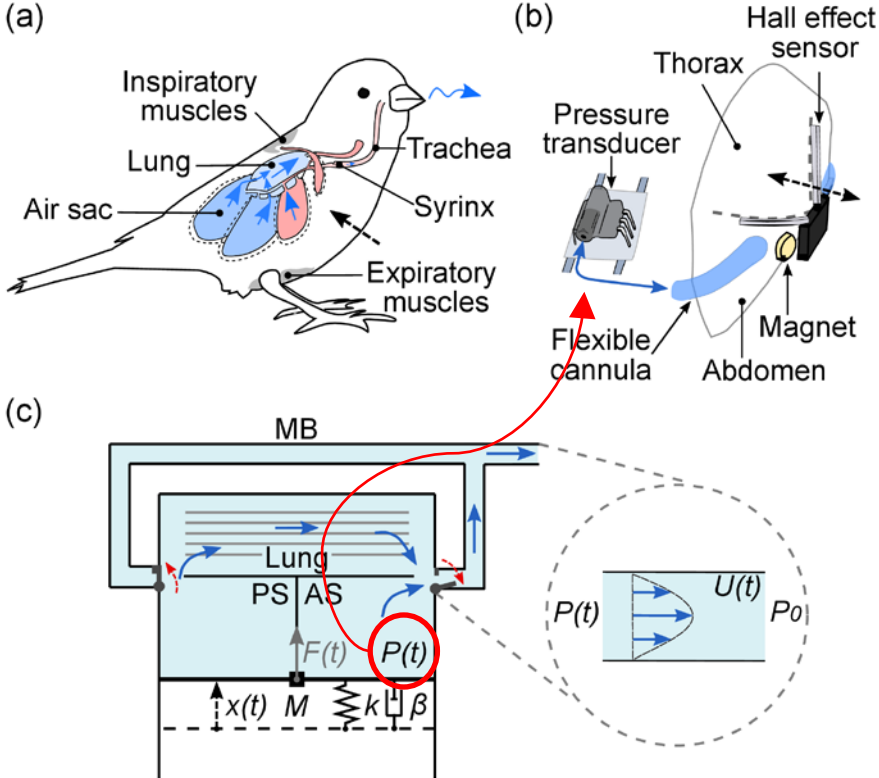 (a)
Inspiratory
muscles
Lung
Air sac
Trachea
Syrinx
Expiratory
muscles
(b)
Hall effect
sensor
Thorax
Pressure
transducer
Flexible
cannula
Magnet
Abdomen
(c)
MB
Lung
PS AS
F(t)
P(t)
x(t)
M
k
β
P(t)
U(t)
P0